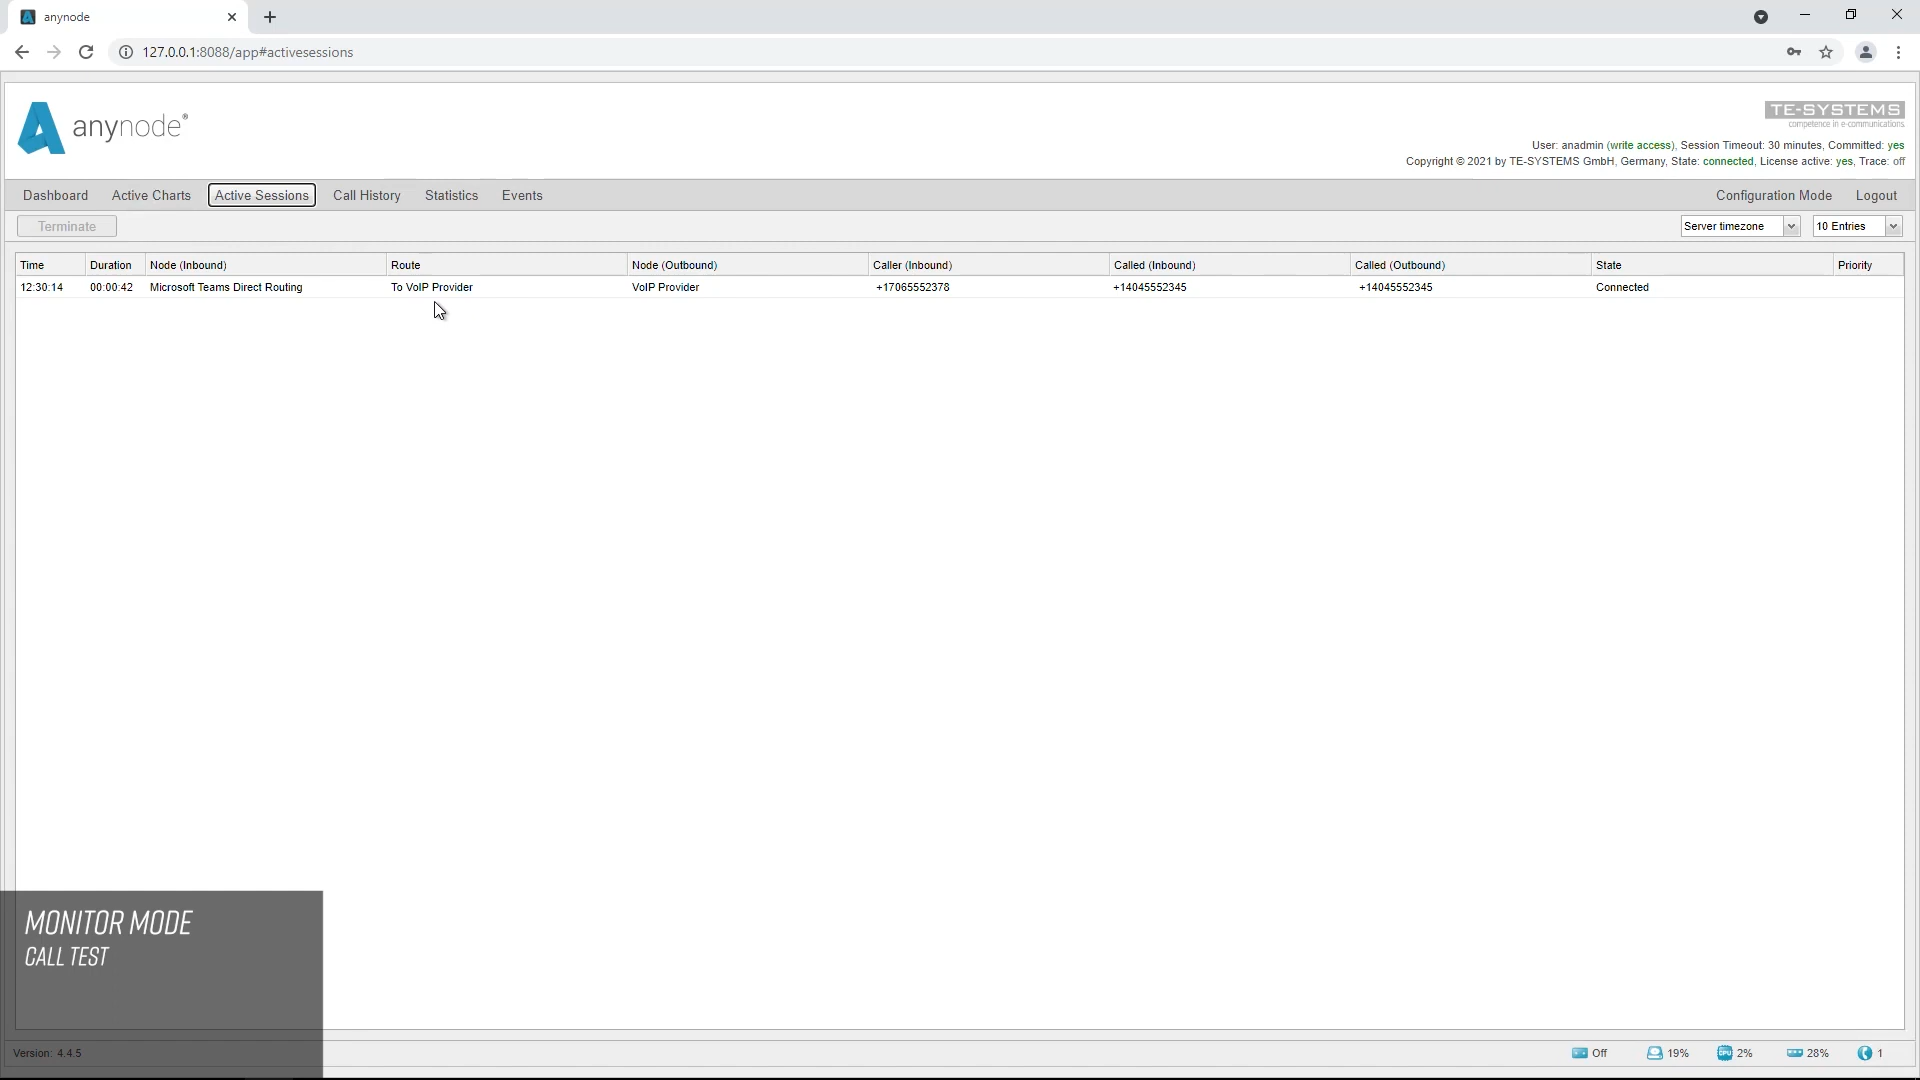 anynode
127.0.0.1:8088/app#activesessions
anynode®
TE-SYSTEMS
competence in e-communications.
User: anadmin (write access), Session Timeout: 30 minutes, Committed: yes
Copyright © 2021 by TE-SYSTEMS GmbH, Germany, State: connected, License active: yes, Trace: off
Dashboard Active Charts Active Sessions Call History Statistics Events Configuration Mode Logout
Terminate Server timezone 10 Entries
Time Duration Node (Inbound) Route Node (Outbound) Caller (Inbound) Called (Inbound) Called (Outbound) State Priority
12:30:14 00:00:42 Microsoft Teams Direct Routing To VoIP Provider VoIP Provider +17065552378 +14045552345 +14045552345 Connected
MONITOR MODE
CALL TEST
Version: 4.4.5 Off 19% CPU 2% 28% 1